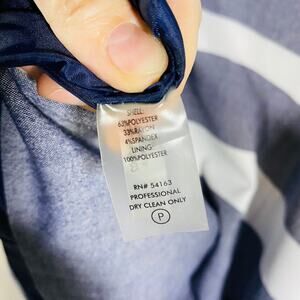 SHELL:
63%POLYESTER
33%RAYON
4%SPANDEX
LINING:
100%POLYESTER
RN# 54163
PROFESSIONAL
DRY CLEAN ONLY
P